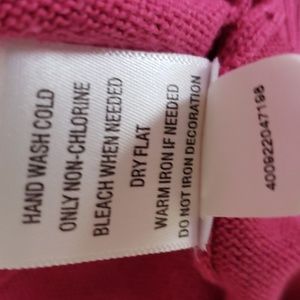 HAND WASH COLD
ONLY NON-CHLORINE
BLEACH WHEN NEEDED
DRY FLAT
WARM IRON IF NEEDED
DO NOT IRON DECORATION
400922047198